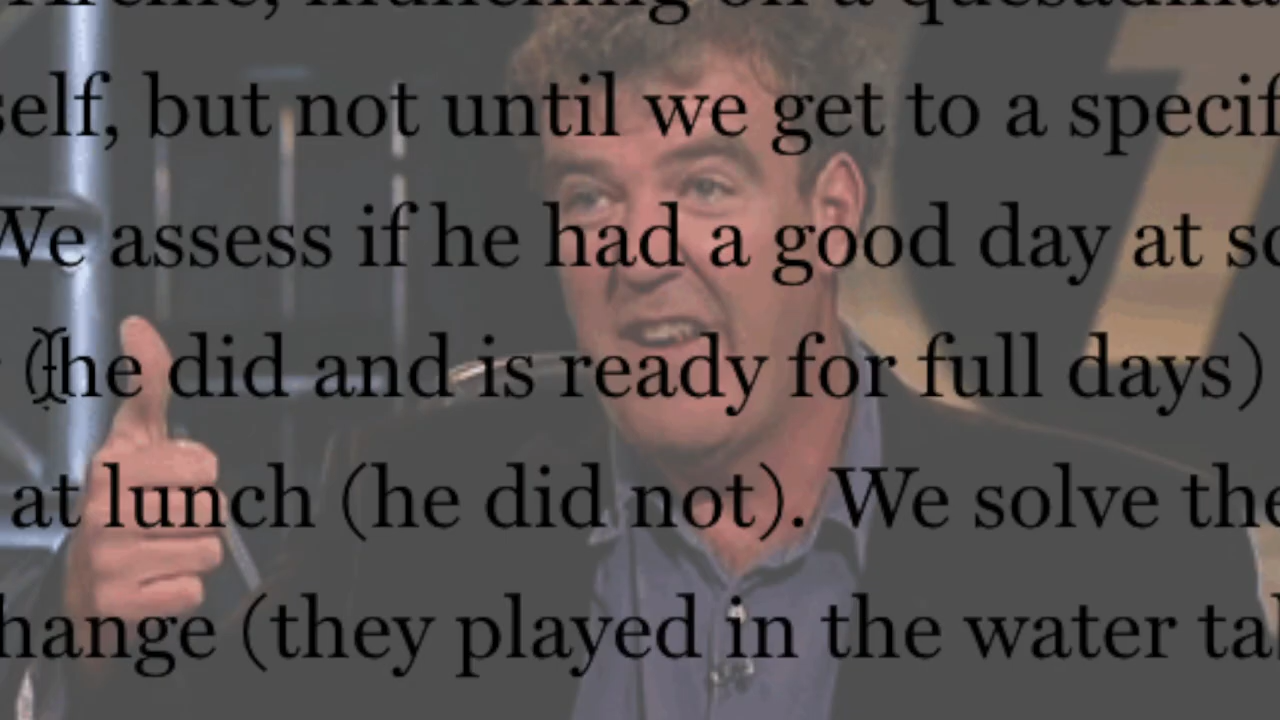 munching on a
self, but not until we get to a specif
We assess if he had a good day at sc
(he did and is ready for full days)
at lunch (he did not). We solve the
hange (they played in the water ta